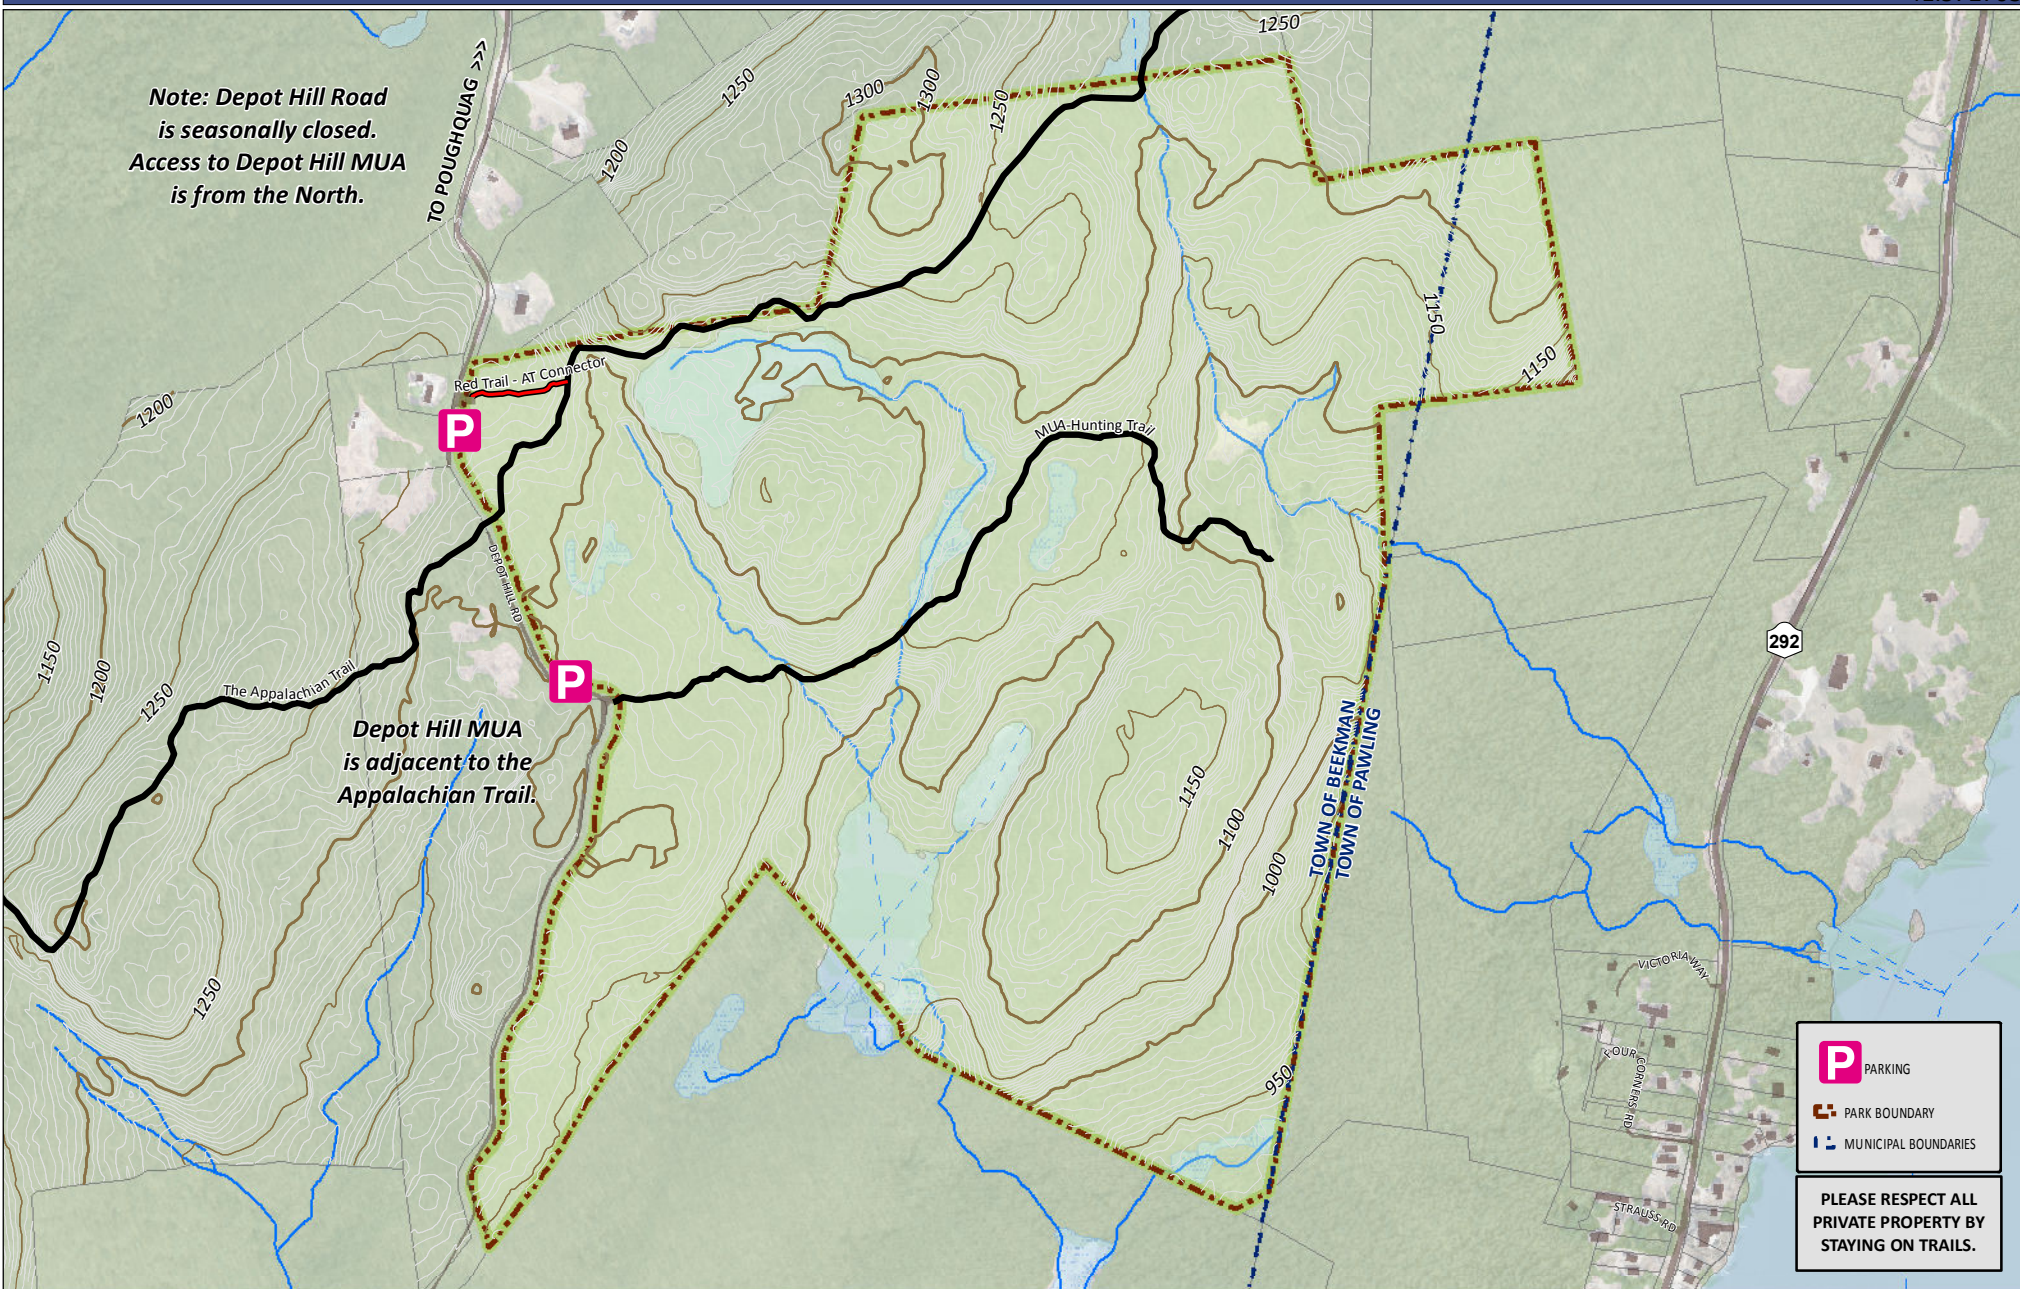 Note: Depot Hill Road
is seasonally closed.
Access to Depot Hill MUA
is from the North.
TO POUGHQUAG >>>
1250
1250
1300
1300
1250
1200
1150
1150
Red Trail - AT Connector
1200
P
MUA-Hunting Trail
DEPOT HILL RD
292
1150
1200
1250
The Appalachian Trail
P
Depot Hill MUA
is adjacent to the
Appalachian Trail.
1150
1100
1000
TOWN OF BEEKMAN
TOWN OF PAWLING
1250
950
VICTORIA WAY
FOUR CORNERS RD
STRAUSS RD
P PARKING
PARK BOUNDARY
MUNICIPAL BOUNDARIES
PLEASE RESPECT ALL
PRIVATE PROPERTY BY
STAYING ON TRAILS.